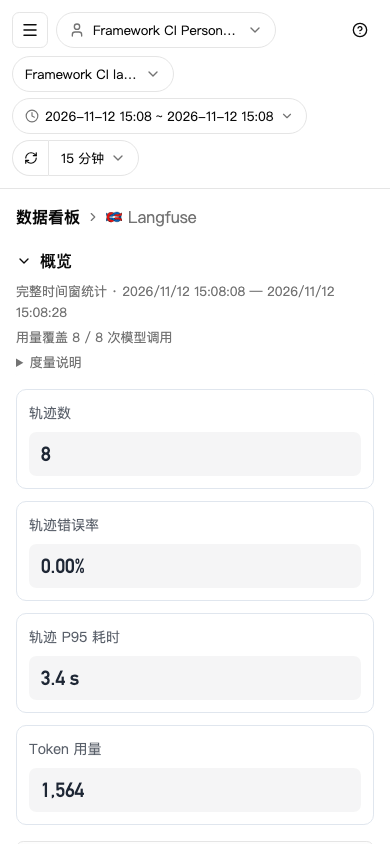 Framework CI Person...
Framework CI la...
2026-11-12 15:08 ~ 2026-11-12 15:08
15 分钟
数据看板 > Langfuse
概览
完整时间窗统计 · 2026/11/12 15:08:08 — 2026/11/12
15:08:28
用量覆盖 8 / 8 次模型调用
度量说明
轨迹数
8
轨迹错误率
0.00%
轨迹 P95 耗时
3.4 s
Token 用量
1,564